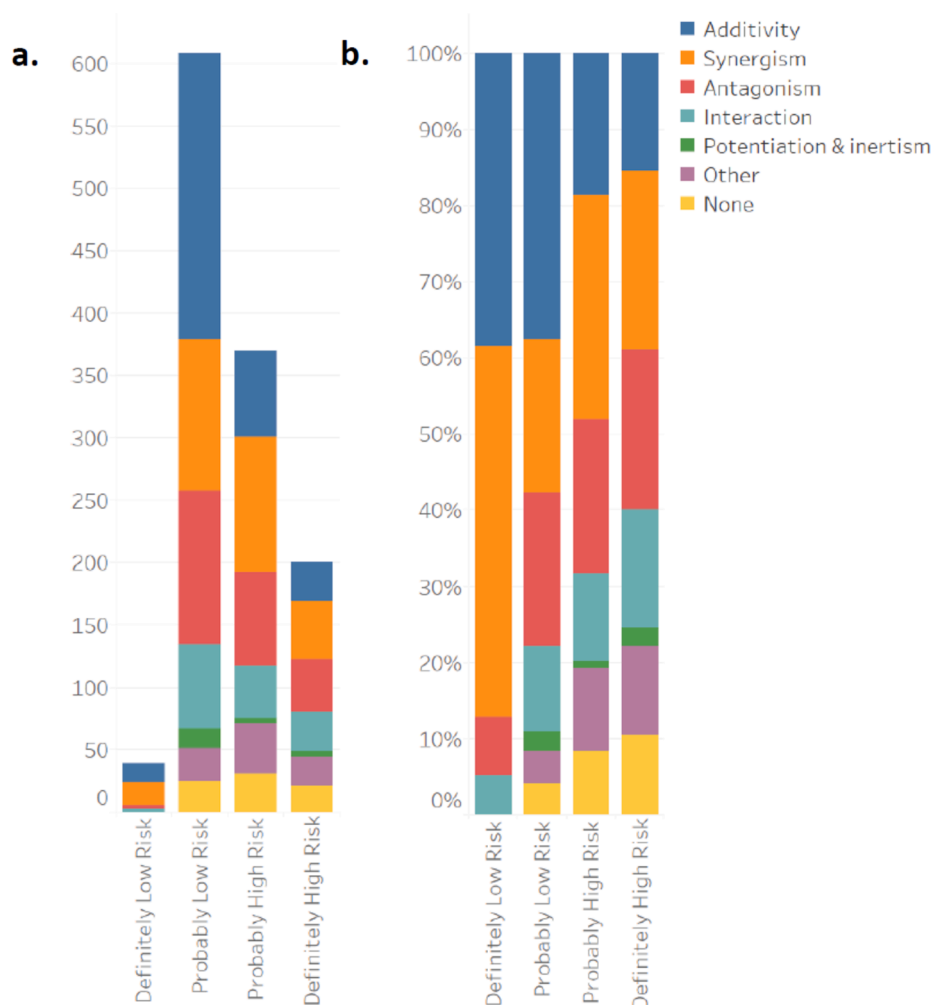 a.
600
550
500
450
400
350
300
250
200
150
100
50
0
Definitely Low Risk
Probably Low Risk
Probably High Risk
Definitely High Risk
b.
100%
90%
80%
70%
60%
50%
40%
30%
20%
10%
0%
Definitely Low Risk
Probably Low Risk
Probably High Risk
Definitely High Risk
Additivity
Synergism
Antagonism
Interaction
Potentiation & inertism
Other
None